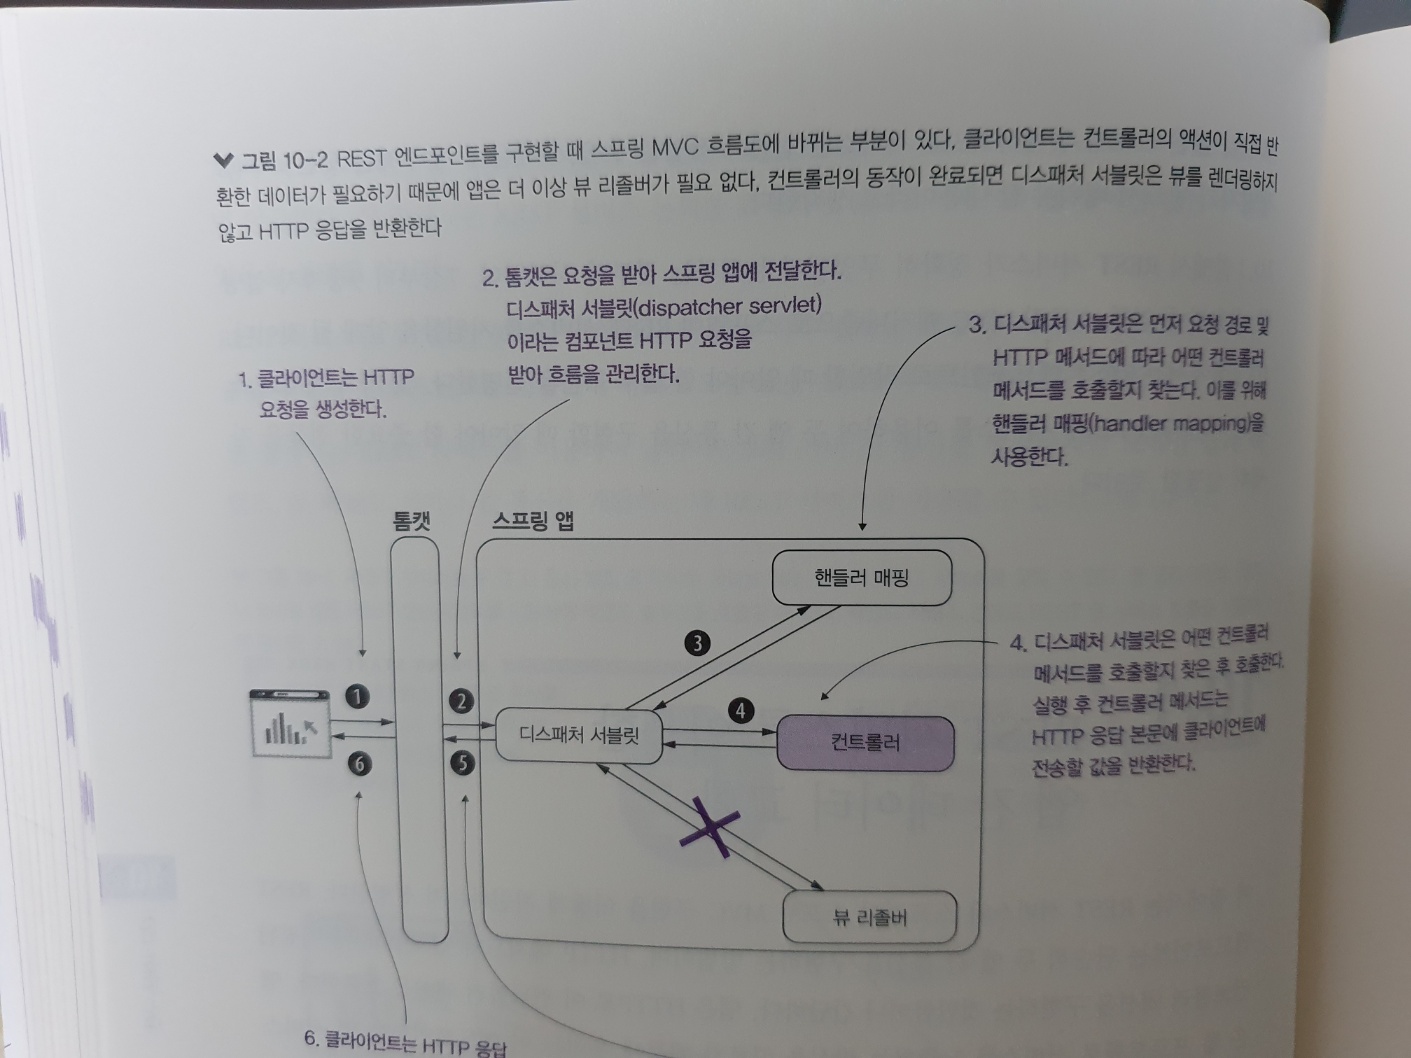 그림 10-2 REST 엔드포인트를 구현할 때 스프링 MVC 흐름도에 바뀌는 부분이 있다. 클라이언트는 컨트롤러의 액션이 직접 반
환한 데이터가 필요하기 때문에 앱은 더 이상 뷰 리졸버가 필요 없다. 컨트롤러의 동작이 완료되면 디스패처 서블릿은 뷰를 렌더링하지
않고 HTTP 응답을 반환한다
2. 톰캣은 요청을 받아 스프링 앱에 전달한다.
디스패처 서블릿(dispatcher servlet)
이라는 컴포넌트 HTTP 요청을
받아 흐름을 관리한다.
1. 클라이언트는 HTTP
요청을 생성한다.
3. 디스패처 서블릿은 먼저 요청 경로 및
HTTP 메서드에 따라 어떤 컨트롤러
메서드를 호출할지 찾는다. 이를 위해
핸들러 매핑(handler mapping)을
사용한다.
톰캣
스프링 앱
핸들러 매핑
3
4. 디스패처 서블릿은 어떤 컨트롤러
메서드를 호출할지 찾은 후 호출한다.
실행 후 컨트롤러 메서드는
HTTP 응답 본문에 클라이언트에
전송할 값을 반환한다.
1
2
4
디스패처 서블릿
컨트롤러
6
5
뷰 리졸버
6. 클라이언트는 HTTP 응답